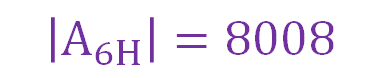 |A₆H| = 8008